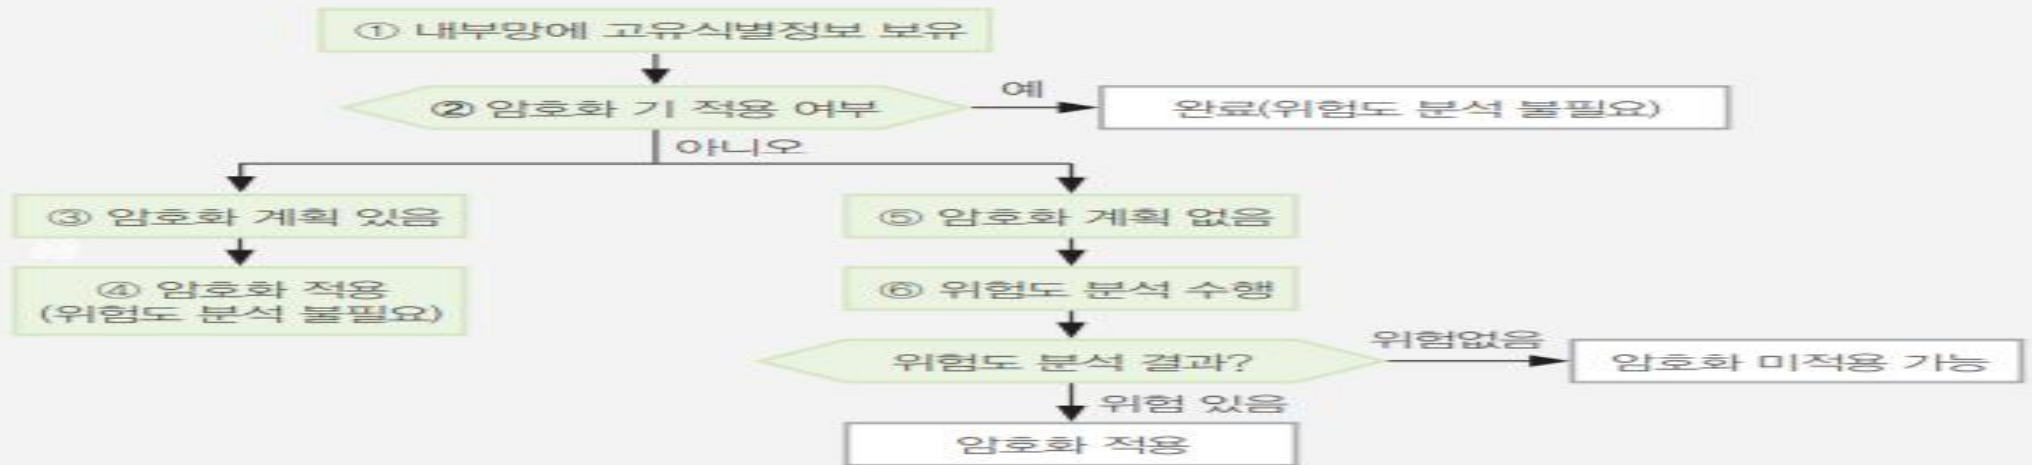 ① 내부망에 고유식별정보 보유
② 암호화 기 적용 여부
예
완료(위험도 분석 불필요)
아니오
③ 암호화 계획 있음
⑤ 암호화 계획 없음
④ 암호화 적용
(위험도 분석 불필요)
⑥ 위험도 분석 수행
위험도 분석 결과?
위험없음
암호화 미적용 가능
위험 있음
암호화 적용